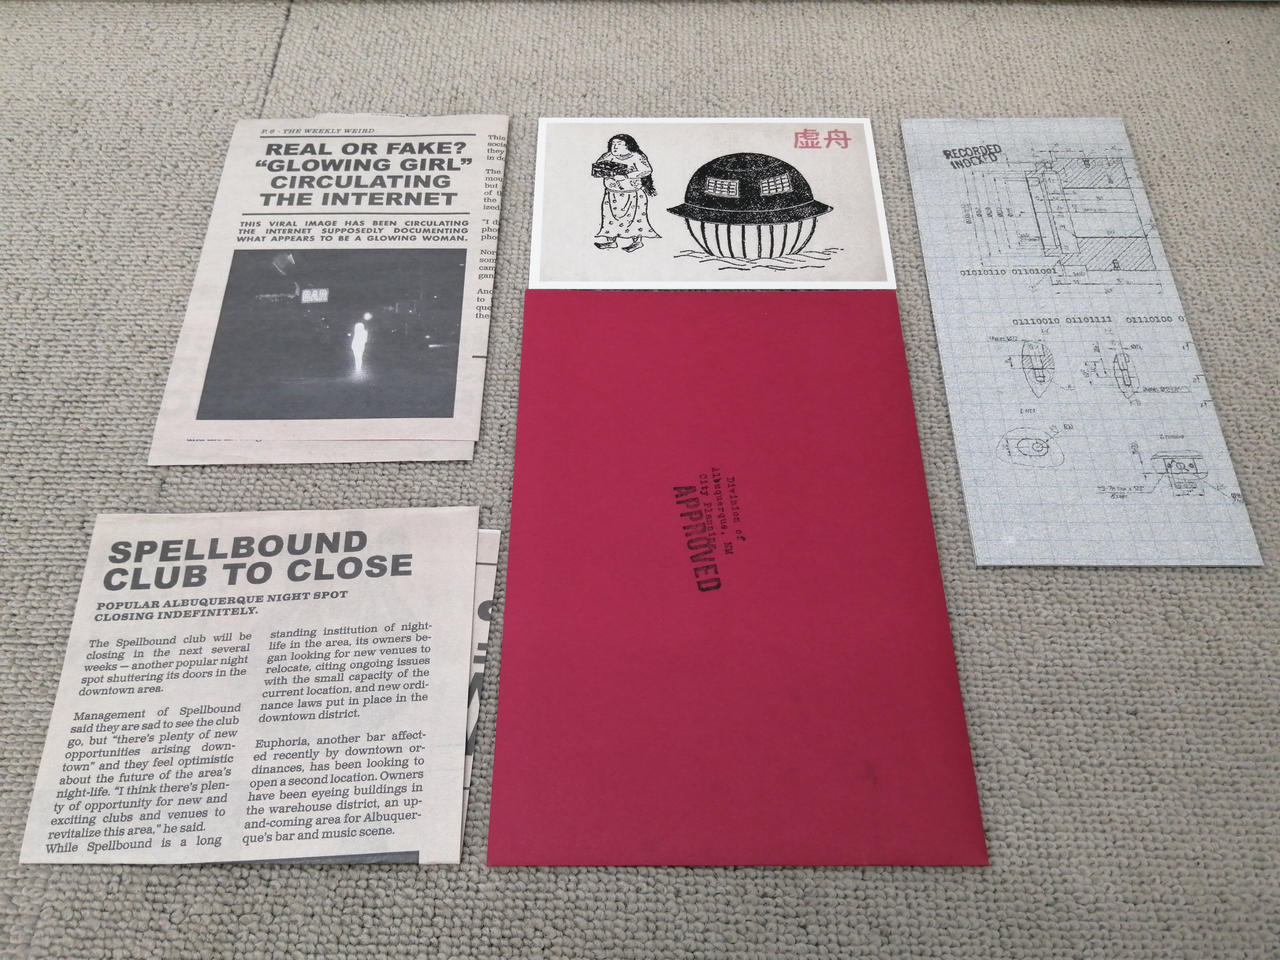 P. 6 - THE WEEKLY WEIRD
REAL OR FAKE?
“GLOWING GIRL”
CIRCULATING
THE INTERNET
THIS VIRAL IMAGE HAS BEEN CIRCULATING
THE INTERNET SUPPOSEDLY DOCUMENTING
WHAT APPEARS TO BE A GLOWING WOMAN.
BAR
SPELLBOUND
CLUB TO CLOSE
POPULAR ALBUQUERQUE NIGHT SPOT
CLOSING INDEFINITELY.
The Spellbound club will be
closing in the next several
weeks — another popular night
spot shuttering its doors in the
downtown area.
Management of Spellbound
said they are sad to see the club
go, but “there’s plenty of new
opportunities arising down-
town” and they feel optimistic
about the future of the area’s
night-life. “I think there’s plen-
ty of opportunity for new and
exciting clubs and venues to
revitalize this area,” he said.
While Spellbound is a long
standing institution of night-
life in the area, its owners be-
gan looking for new venues to
relocate, citing ongoing issues
with the small capacity of the
current location, and new ordi-
nance laws put in place in the
downtown district.
Euphoria, another bar affect-
ed recently by downtown or-
dinances, has been looking to
open a second location. Owners
have been eyeing buildings in
the warehouse district, an up-
and-coming area for Albuquer-
que’s bar and music scene.
虚舟
Division of
Albuquerque, NM
City Planning
APPROVED
RECORDED
INDEX'D
01010110 01101001
01110010 01101111 01110100 0